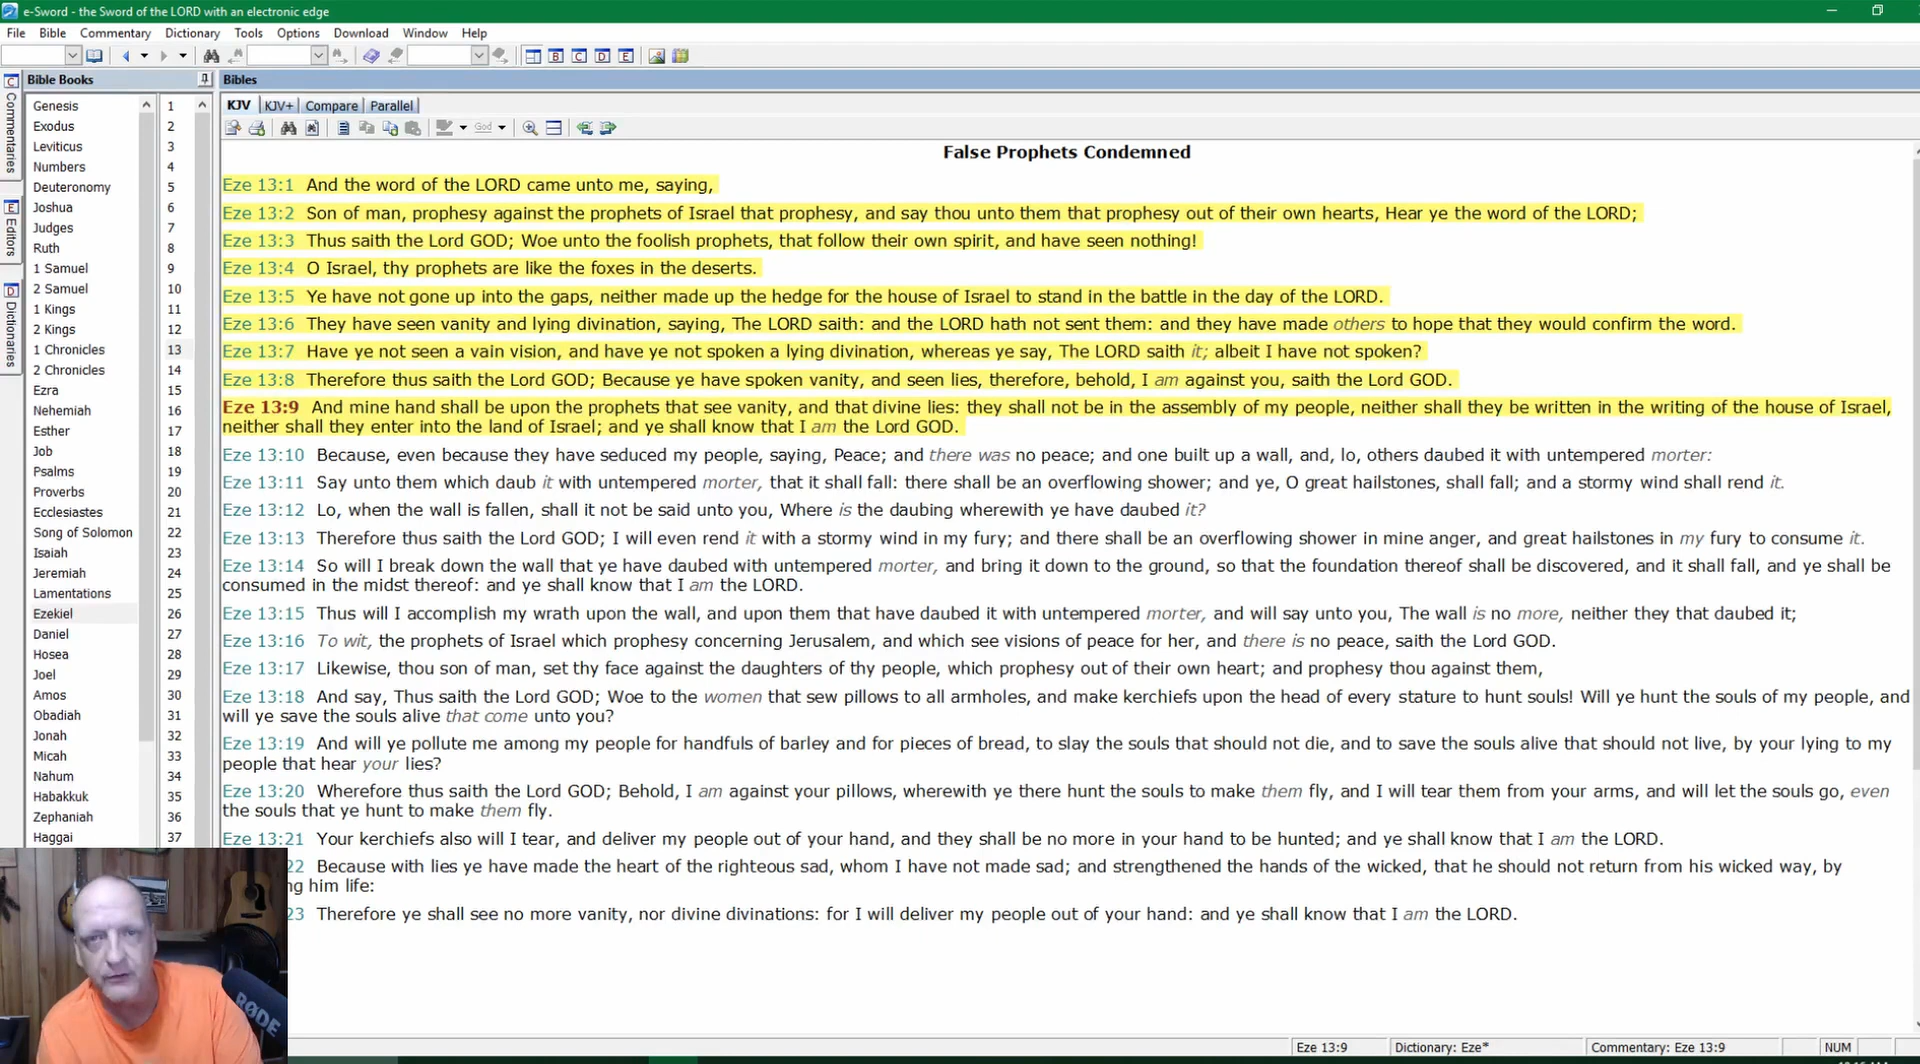 e-Sword - the Sword of the LORD with an electronic edge
File Bible Commentary Dictionary Tools Options Download Window Help
B C D E
Bible Books
Bibles
C Commentaries
E Editors
D Dictionaries
KJV KJV+ Compare Parallel
God
Genesis 1
Exodus 2
Leviticus 3
Numbers 4
Deuteronomy 5
Joshua 6
Judges 7
Ruth 8
1 Samuel 9
2 Samuel 10
1 Kings 11
2 Kings 12
1 Chronicles 13
2 Chronicles 14
Ezra 15
Nehemiah 16
Esther 17
Job 18
Psalms 19
Proverbs 20
Ecclesiastes 21
Song of Solomon 22
Isaiah 23
Jeremiah 24
Lamentations 25
Ezekiel 26
Daniel 27
Hosea 28
Joel 29
Amos 30
Obadiah 31
Jonah 32
Micah 33
Nahum 34
Habakkuk 35
Zephaniah 36
Haggai 37
False Prophets Condemned
Eze 13:1 And the word of the LORD came unto me, saying,
Eze 13:2 Son of man, prophesy against the prophets of Israel that prophesy, and say thou unto them that prophesy out of their own hearts, Hear ye the word of the LORD;
Eze 13:3 Thus saith the Lord GOD; Woe unto the foolish prophets, that follow their own spirit, and have seen nothing!
Eze 13:4 O Israel, thy prophets are like the foxes in the deserts.
Eze 13:5 Ye have not gone up into the gaps, neither made up the hedge for the house of Israel to stand in the battle in the day of the LORD.
Eze 13:6 They have seen vanity and lying divination, saying, The LORD saith: and the LORD hath not sent them: and they have made others to hope that they would confirm the word.
Eze 13:7 Have ye not seen a vain vision, and have ye not spoken a lying divination, whereas ye say, The LORD saith it; albeit I have not spoken?
Eze 13:8 Therefore thus saith the Lord GOD; Because ye have spoken vanity, and seen lies, therefore, behold, I am against you, saith the Lord GOD.
Eze 13:9 And mine hand shall be upon the prophets that see vanity, and that divine lies: they shall not be in the assembly of my people, neither shall they be written in the writing of the house of Israel,
neither shall they enter into the land of Israel; and ye shall know that I am the Lord GOD.
Eze 13:10 Because, even because they have seduced my people, saying, Peace; and there was no peace; and one built up a wall, and, lo, others daubed it with untempered morter:
Eze 13:11 Say unto them which daub it with untempered morter, that it shall fall: there shall be an overflowing shower; and ye, O great hailstones, shall fall; and a stormy wind shall rend it.
Eze 13:12 Lo, when the wall is fallen, shall it not be said unto you, Where is the daubing wherewith ye have daubed it?
Eze 13:13 Therefore thus saith the Lord GOD; I will even rend it with a stormy wind in my fury; and there shall be an overflowing shower in mine anger, and great hailstones in my fury to consume it.
Eze 13:14 So will I break down the wall that ye have daubed with untempered morter, and bring it down to the ground, so that the foundation thereof shall be discovered, and it shall fall, and ye shall be
consumed in the midst thereof: and ye shall know that I am the LORD.
Eze 13:15 Thus will I accomplish my wrath upon the wall, and upon them that have daubed it with untempered morter, and will say unto you, The wall is no more, neither they that daubed it;
Eze 13:16 To wit, the prophets of Israel which prophesy concerning Jerusalem, and which see visions of peace for her, and there is no peace, saith the Lord GOD.
Eze 13:17 Likewise, thou son of man, set thy face against the daughters of thy people, which prophesy out of their own heart; and prophesy thou against them,
Eze 13:18 And say, Thus saith the Lord GOD; Woe to the women that sew pillows to all armholes, and make kerchiefs upon the head of every stature to hunt souls! Will ye hunt the souls of my people, and
will ye save the souls alive that come unto you?
Eze 13:19 And will ye pollute me among my people for handfuls of barley and for pieces of bread, to slay the souls that should not die, and to save the souls alive that should not live, by your lying to my
people that hear your lies?
Eze 13:20 Wherefore thus saith the Lord GOD; Behold, I am against your pillows, wherewith ye there hunt the souls to make them fly, and I will tear them from your arms, and will let the souls go, even
the souls that ye hunt to make them fly.
Eze 13:21 Your kerchiefs also will I tear, and deliver my people out of your hand, and they shall be no more in your hand to be hunted; and ye shall know that I am the LORD.
22 Because with lies ye have made the heart of the righteous sad, whom I have not made sad; and strengthened the hands of the wicked, that he should not return from his wicked way, by
ng him life:
23 Therefore ye shall see no more vanity, nor divine divinations: for I will deliver my people out of your hand: and ye shall know that I am the LORD.
RØDE
Eze 13:9 Dictionary: Eze* Commentary: Eze 13:9 NUM